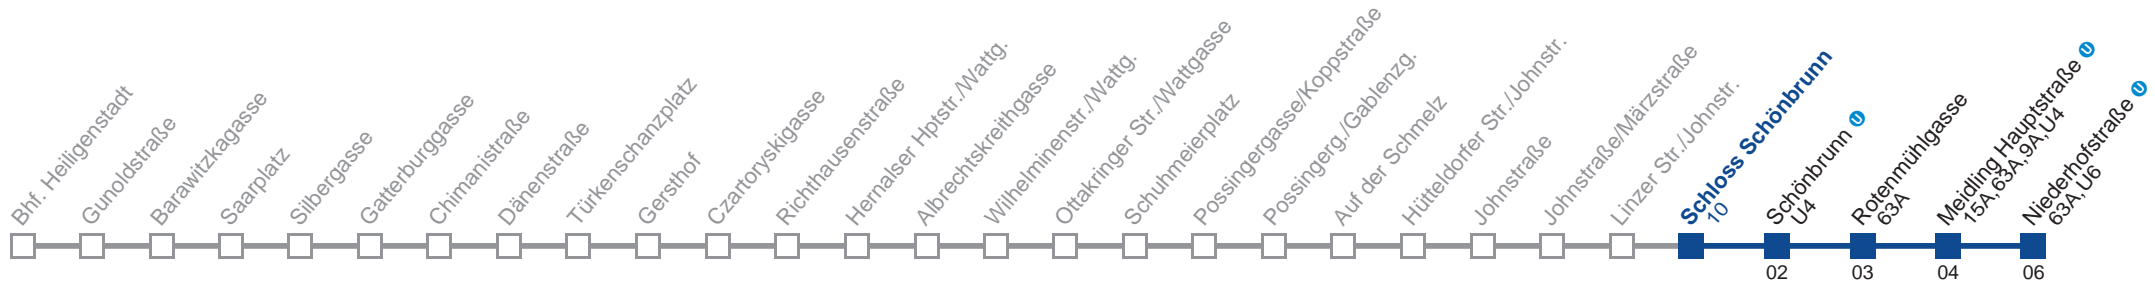 Bhf. Heiligenstadt
Gunoldstraße
Barawitzkagasse
Saarplatz
Silbergasse
Gatterburggasse
Chimanistraße
Dänenstraße
Türkenschanzplatz
Gersthof
Czartoryskigasse
Richthausenstraße
Hernalser Hptstr./Wattg.
Albrechtskreithgasse
Wilhelminenstr./Wattg.
Ottakringer Str./Wattgasse
Schuhmeierplatz
Possingergasse/Koppstraße
Possingerg./Gablenzg.
Auf der Schmelz
Hütteldorfer Str./Johnstr.
Johnstraße
Johnstraße/Märzstraße
Linzer Str./Johnstr.
Schloss Schönbrunn
10
Schönbrunn U
U4
02
Rotenmühlgasse
63A
03
Meidling Hauptstraße U
15A,63A,9A,U4
04
Niederhofstraße U
63A,U6
06